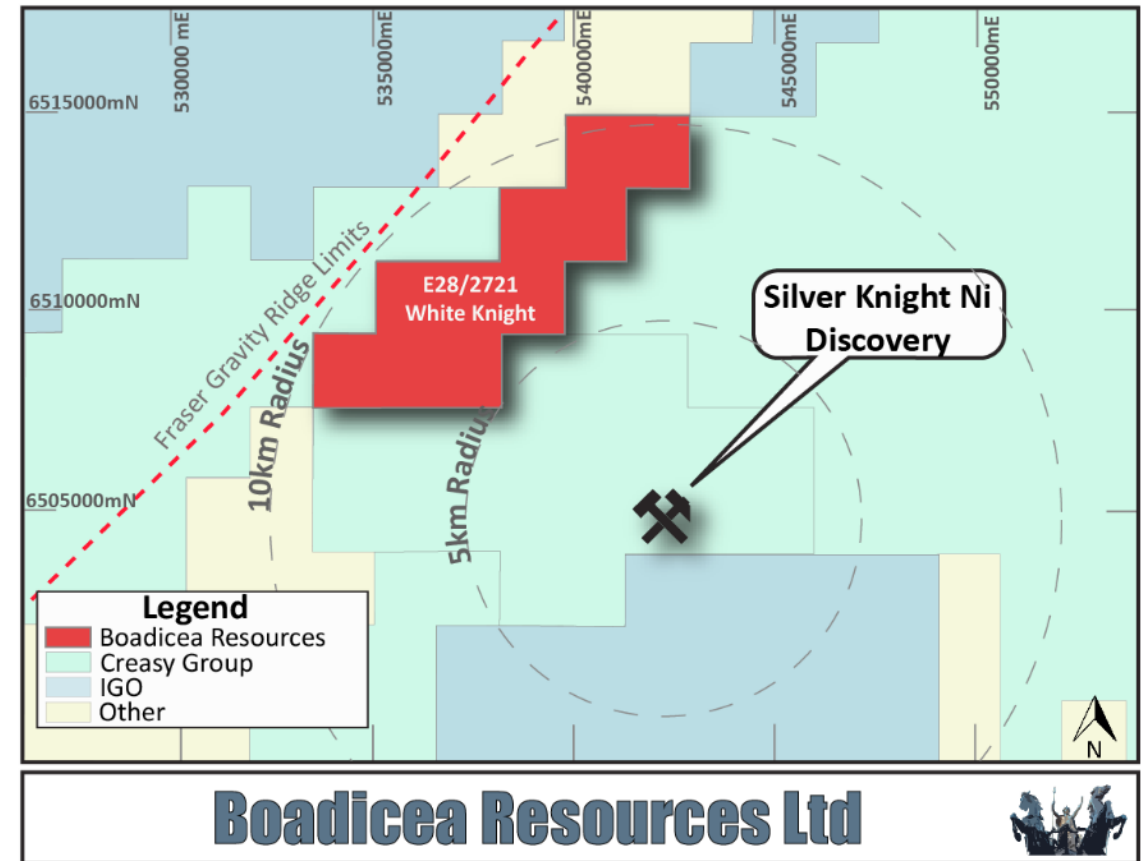 530000 mE
535000mE
540000mE
545000mE
550000mE
6515000mN
6510000mN
6505000mN
Fraser Gravity Ridge Limits
10km Radius
5km Radius
E28/2721
White Knight
Silver Knight Ni
Discovery
Legend
Boadicea Resources
Creasy Group
IGO
Other
N
Boadicea Resources Ltd